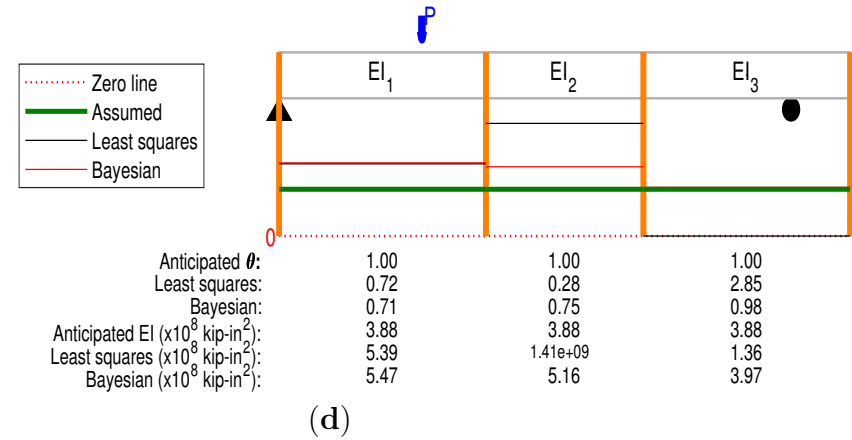 P
EI1 EI2 EI3
Zero line
Assumed
Least squares
Bayesian
0
Anticipated θ: 1.00 1.00 1.00
Least squares: 0.72 0.28 2.85
Bayesian: 0.71 0.75 0.98
Anticipated EI (x10^8 kip-in^2): 3.88 3.88 3.88
Least squares (x10^8 kip-in^2): 5.39 1.41e+09 1.36
Bayesian (x10^8 kip-in^2): 5.47 5.16 3.97
(d)